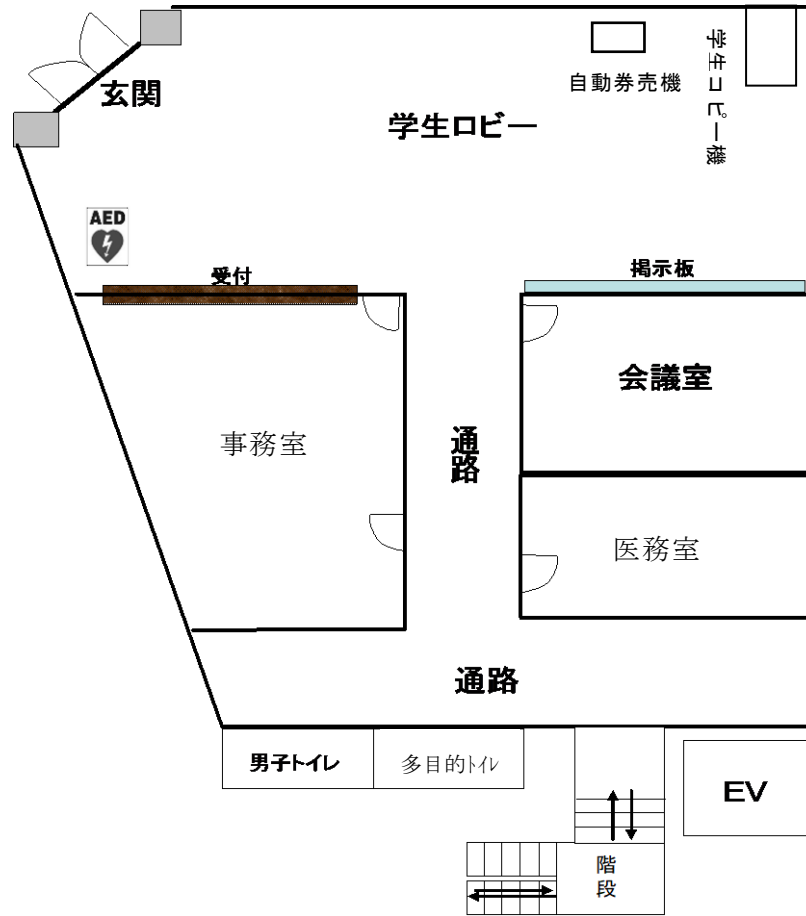 玄関
学生ロビー
自動券売機
学生コピー機
AED
受付
掲示板
事務室
通路
会議室
医務室
通路
男子トイレ
多目的トイレ
EV
階段